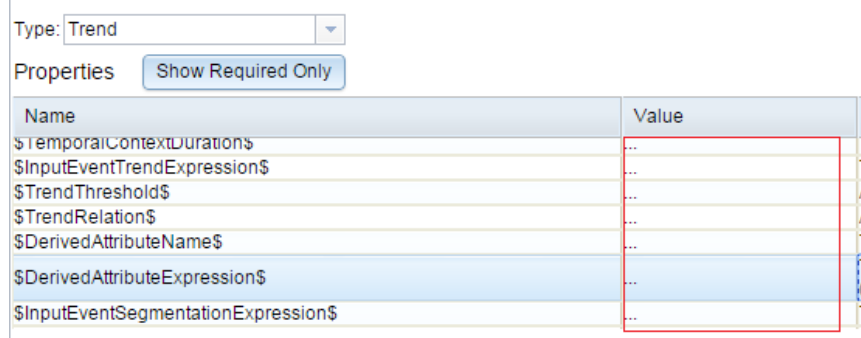 Type: Trend
Properties Show Required Only
Name Value
$TemporalContextDuration$ ...
$InputEventTrendExpression$ ...
$TrendThreshold$ ...
$TrendRelation$ ...
$DerivedAttributeName$ ...
$DerivedAttributeExpression$ ...
$InputEventSegmentationExpression$ ...